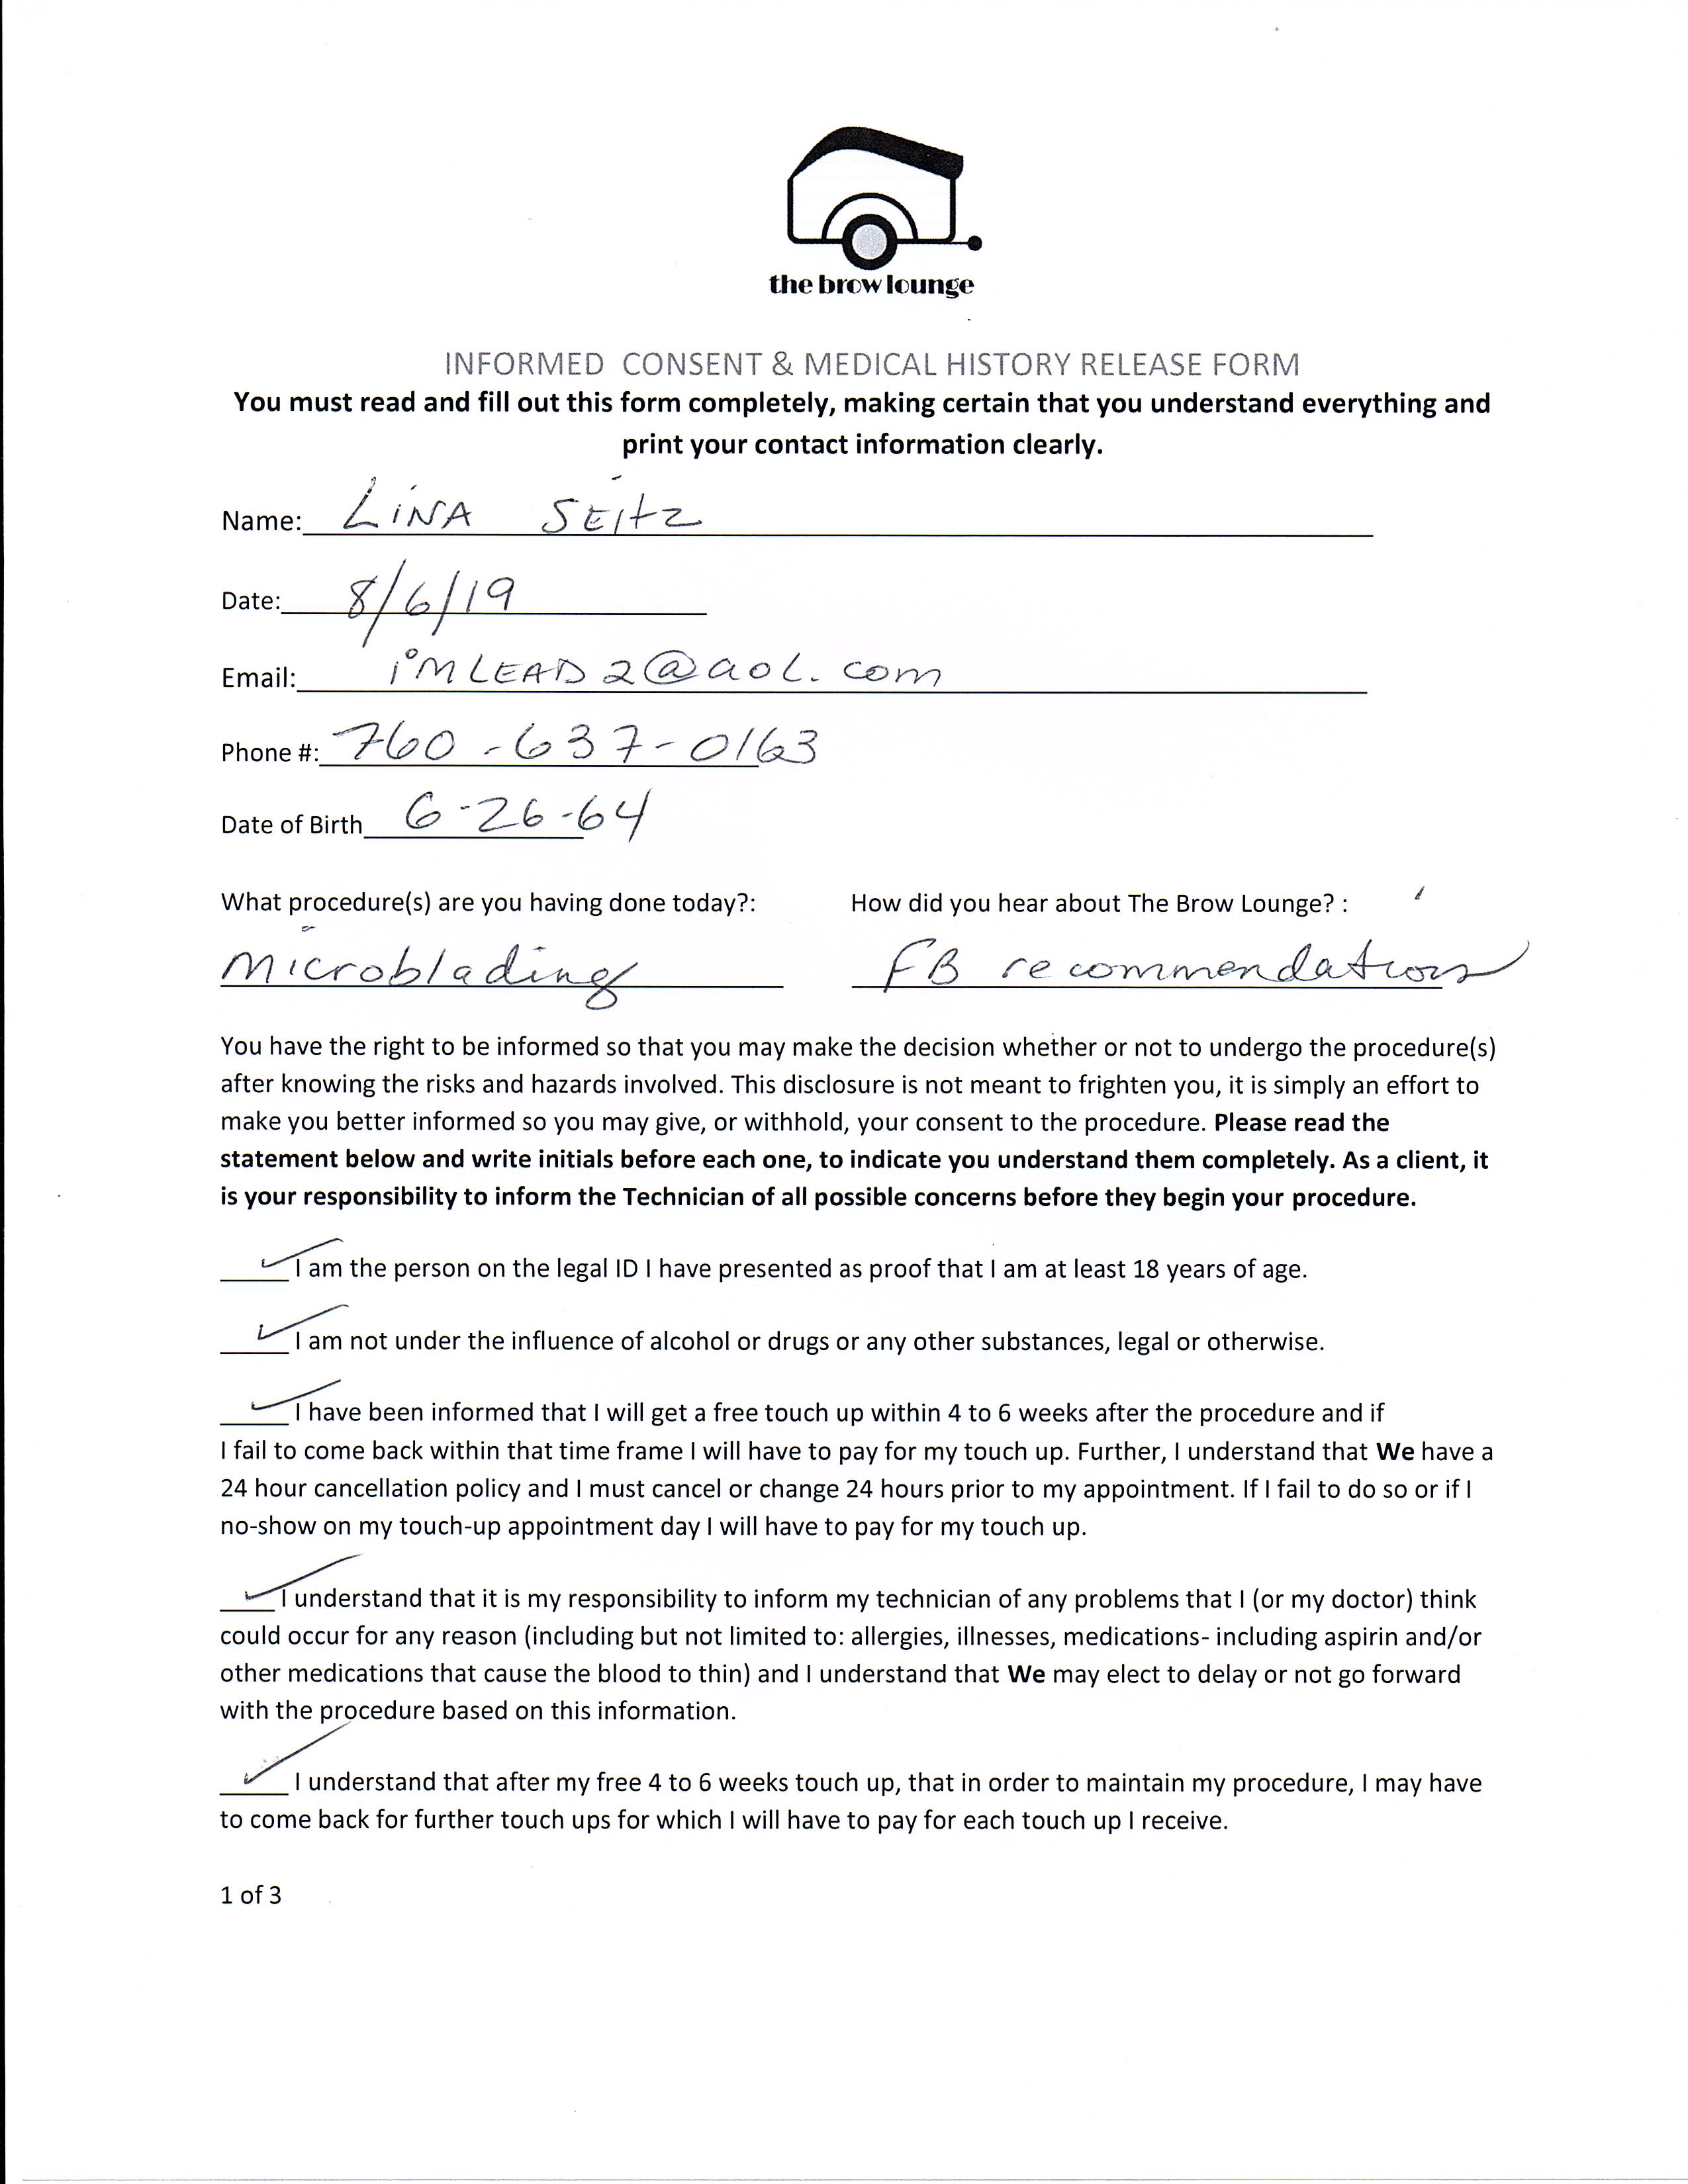 the brow lounge
INFORMED CONSENT & MEDICAL HISTORY RELEASE FORM
You must read and fill out this form completely, making certain that you understand everything and
print your contact information clearly.
Name: LiNA SEitz
Date: 8/6/19
Email: iMLEAD2@aoL.com
Phone #: 760-637-0163
Date of Birth 6-26-64
What procedure(s) are you having done today?: How did you hear about The Brow Lounge? :
Microblading FB recommendations
You have the right to be informed so that you may make the decision whether or not to undergo the procedure(s)
after knowing the risks and hazards involved. This disclosure is not meant to frighten you, it is simply an effort to
make you better informed so you may give, or withhold, your consent to the procedure. Please read the
statement below and write initials before each one, to indicate you understand them completely. As a client, it
is your responsibility to inform the Technician of all possible concerns before they begin your procedure.
✓ I am the person on the legal ID I have presented as proof that I am at least 18 years of age.
✓ I am not under the influence of alcohol or drugs or any other substances, legal or otherwise.
✓ I have been informed that I will get a free touch up within 4 to 6 weeks after the procedure and if
I fail to come back within that time frame I will have to pay for my touch up. Further, I understand that We have a
24 hour cancellation policy and I must cancel or change 24 hours prior to my appointment. If I fail to do so or if I
no-show on my touch-up appointment day I will have to pay for my touch up.
✓ I understand that it is my responsibility to inform my technician of any problems that I (or my doctor) think
could occur for any reason (including but not limited to: allergies, illnesses, medications- including aspirin and/or
other medications that cause the blood to thin) and I understand that We may elect to delay or not go forward
with the procedure based on this information.
✓ I understand that after my free 4 to 6 weeks touch up, that in order to maintain my procedure, I may have
to come back for further touch ups for which I will have to pay for each touch up I receive.
1 of 3